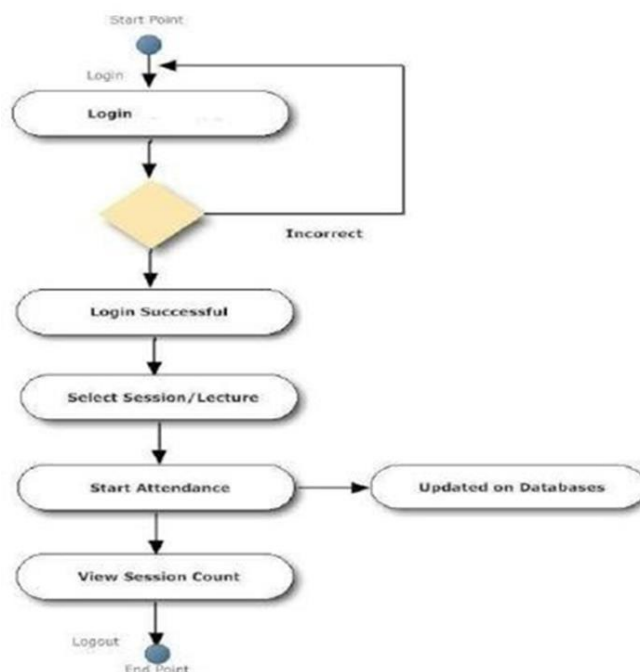 Start Point
Login
Login
Incorrect
Login Successful
Select Session/Lecture
Start Attendance
Updated on Databases
View Session Count
Logout
End Point